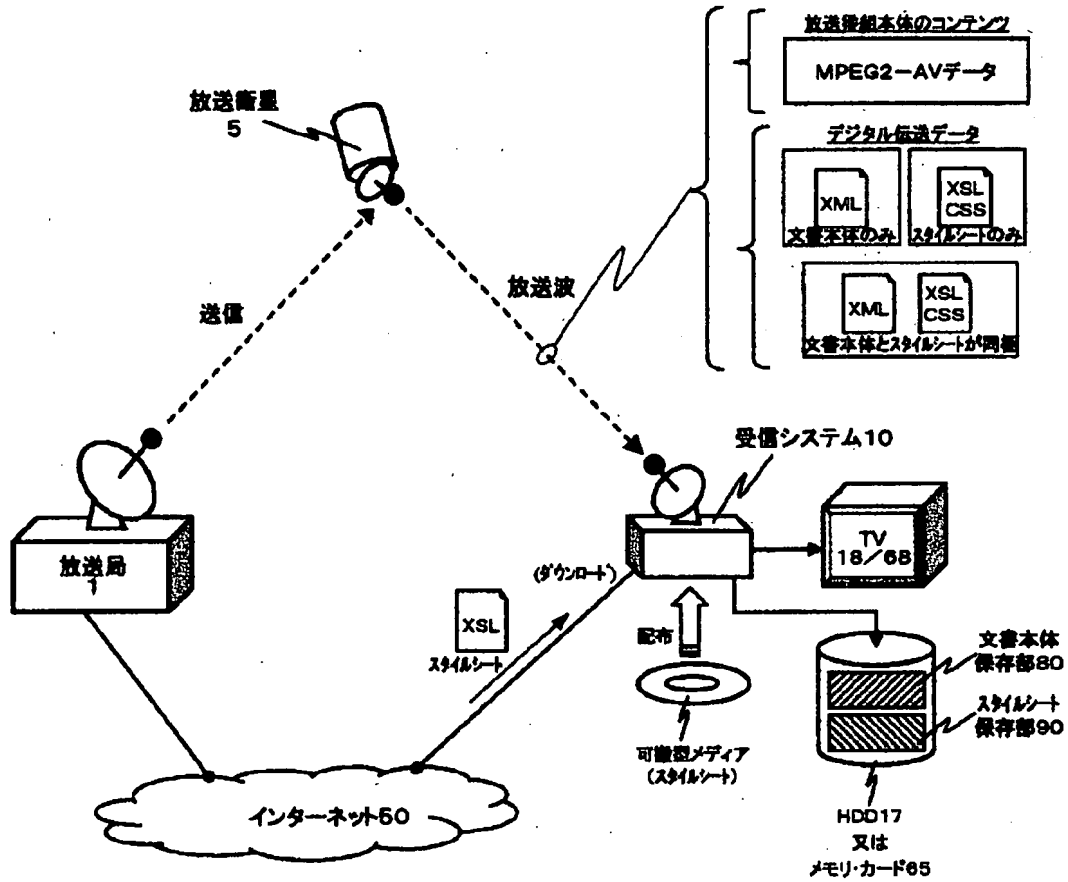 放送番組本体のコンテンツ
MPEG2-AVデータ
放送衛星
5
デジタル伝送データ
XML
文書本体のみ
XSL
CSS
スタイルシートのみ
XML
XSL
CSS
文書本体とスタイルシートが同梱
送信
放送波
受信システム10
放送局
1
TV
18/68
(ダウンロード)
XSL
スタイルシート
配布
可搬型メディア
(スタイルシート)
文書本体
保存部80
スタイルシート
保存部90
インターネット50
HDD17
又は
メモリ・カード65